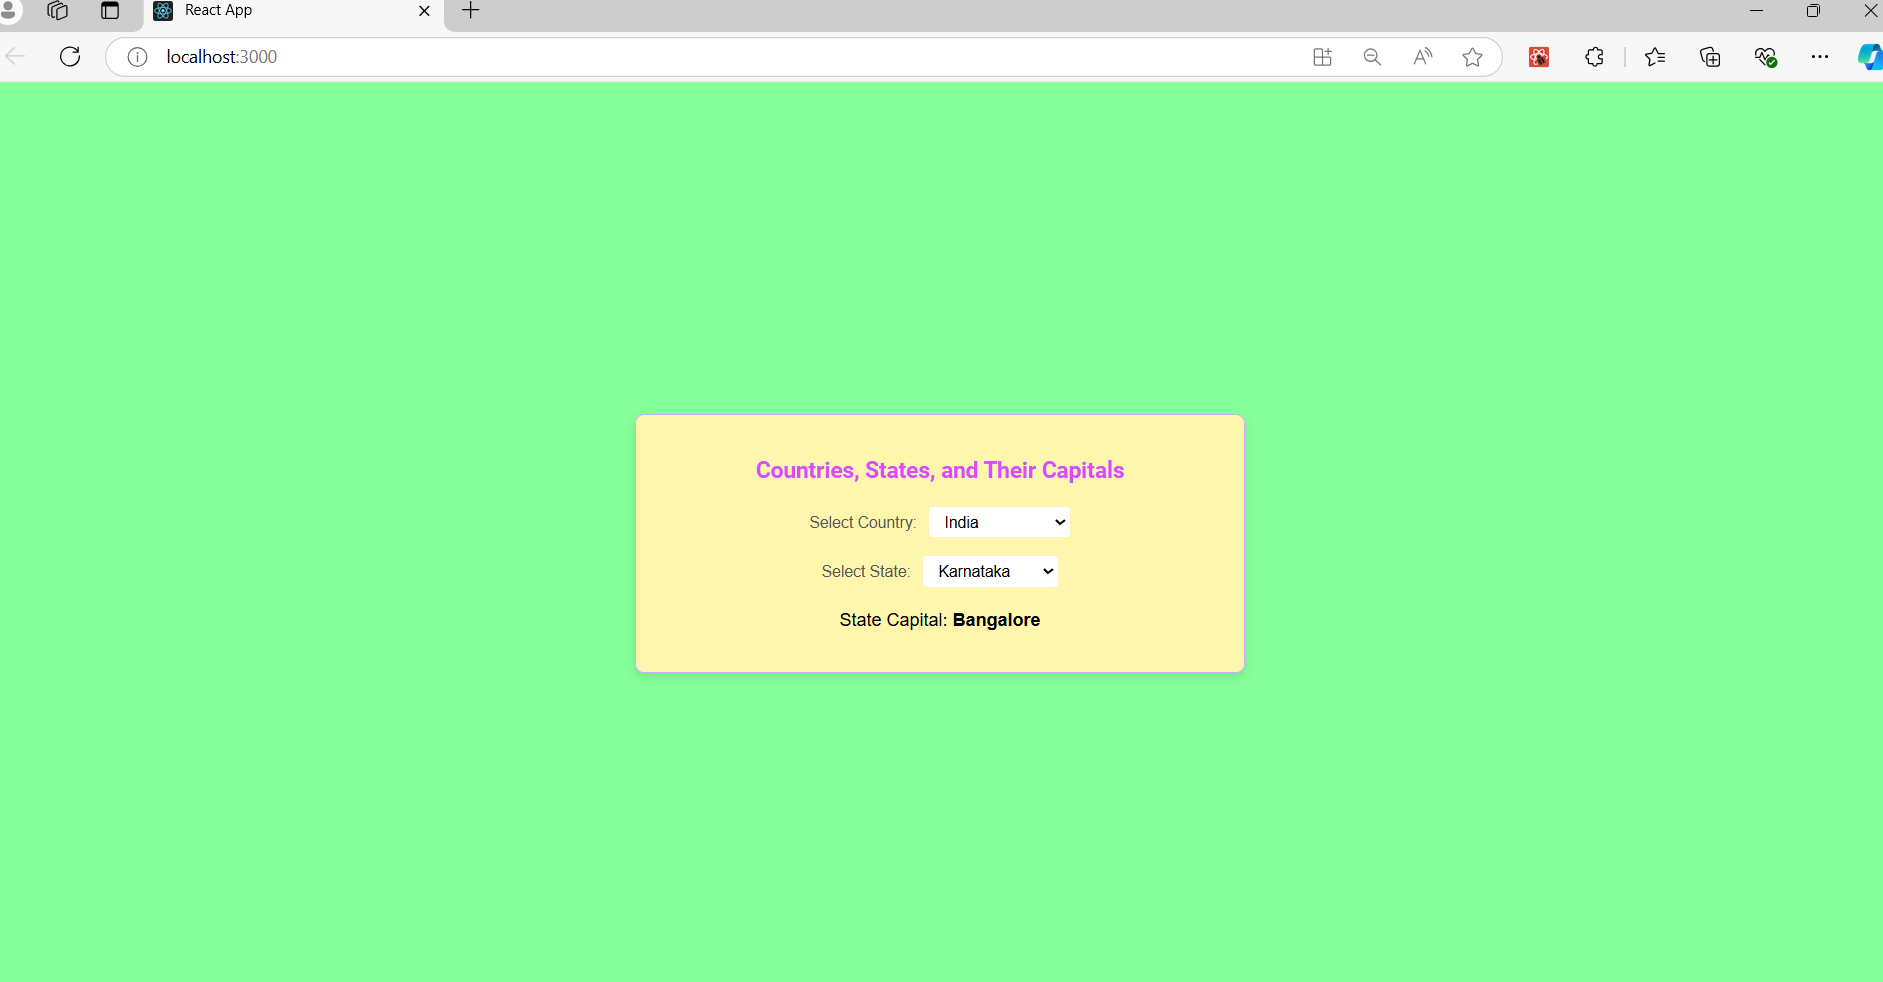 React App
localhost:3000
Countries, States, and Their Capitals
Select Country: India
Select State: Karnataka
State Capital: Bangalore